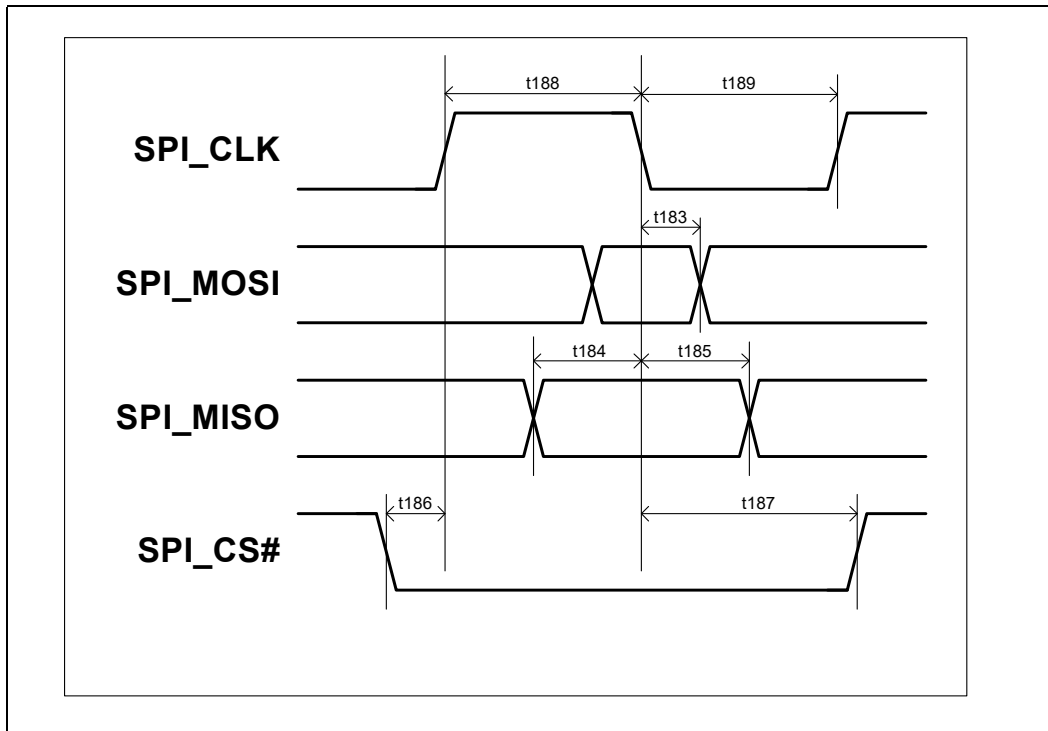 t188
t189
SPI_CLK
t183
SPI_MOSI
t184
t185
SPI_MISO
t186
t187
SPI_CS#